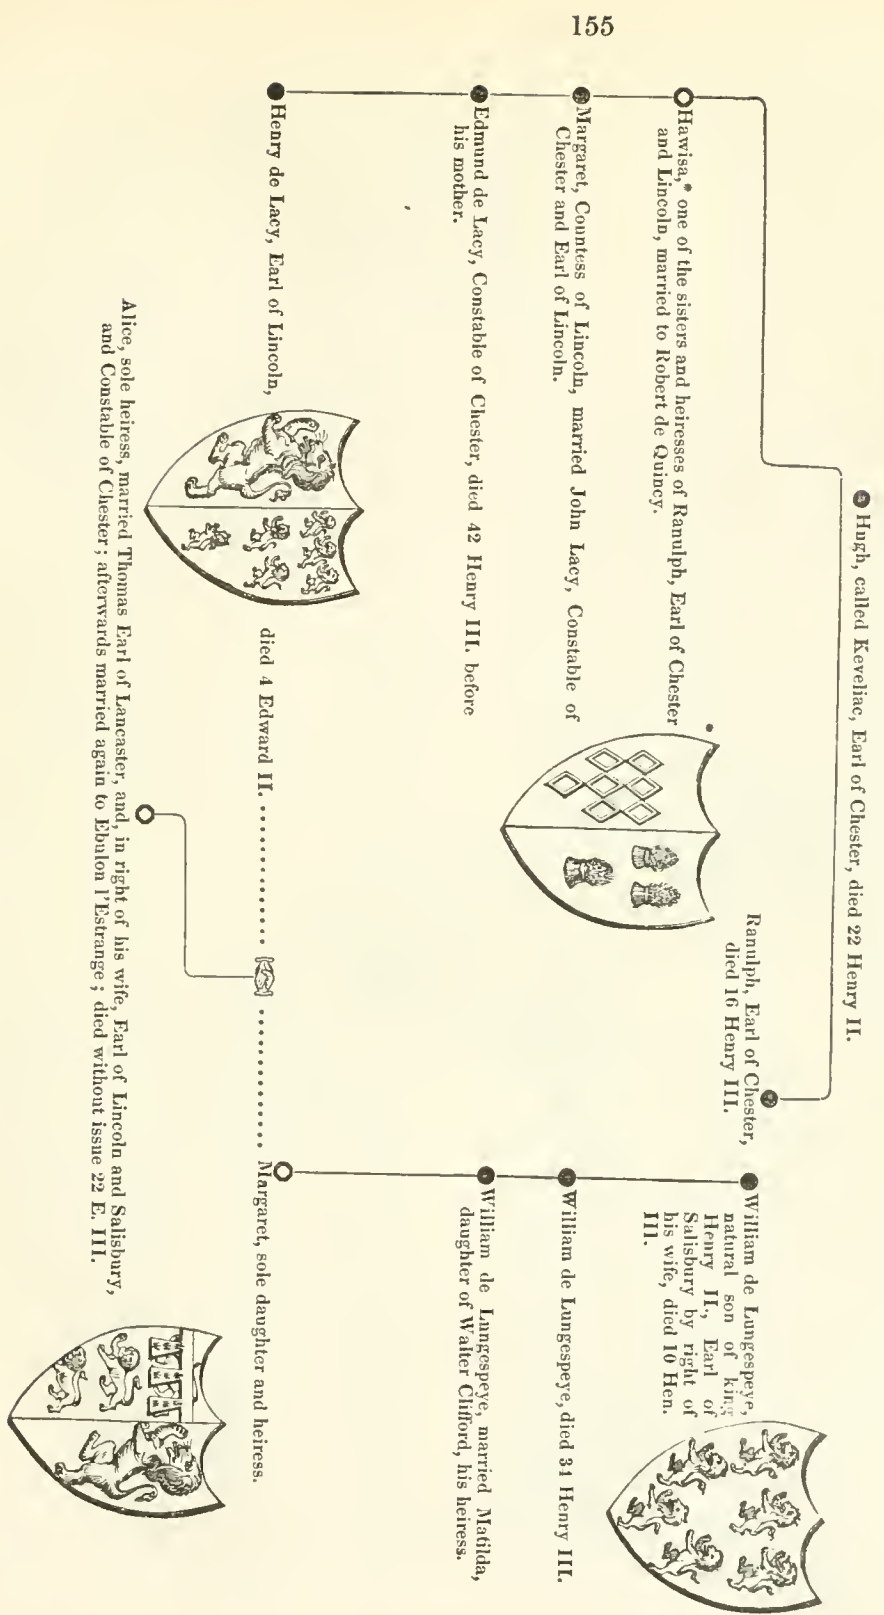 155
Hugh, called Keveliac, Earl of Chester, died 22 Henry II.
Ranulph, Earl of Chester,
died 16 Henry III.
Hawisa,* one of the sisters and heiresses of Ranulph, Earl of Chester
and Lincoln, married to Robert de Quincy.
*
Margaret, Countess of Lincoln, married John Lacy, Constable of
Chester and Earl of Lincoln.
Edmund de Lacy, Constable of Chester, died 42 Henry III. before
his mother.
William de Lungespeye,
natural son of king
Henry II., Earl of
Salisbury by right of
his wife, died 10 Hen.
III.
William de Lungespeye, died 31 Henry III.
William de Lungespeye, married Matilda,
daughter of Walter Clifford, his heiress.
Henry de Lacy, Earl of Lincoln,
died 4 Edward II.
Margaret, sole daughter and heiress.
Alice, sole heiress, married Thomas Earl of Lancaster, and, in right of his wife, Earl of Lincoln and Salisbury,
and Constable of Chester; afterwards married again to Ebulon l'Estrange; died without issue 22 E. III.